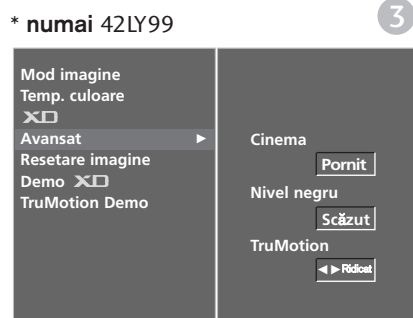 * numai 42LY99
3
Mod imagine
Temp. culoare
XD
Avansat ►
Resetare imagine
Demo XD
TruMotion Demo
Cinema
Pornit
Nivel negru
Scăzut
TruMotion
◄ ► Ridicat